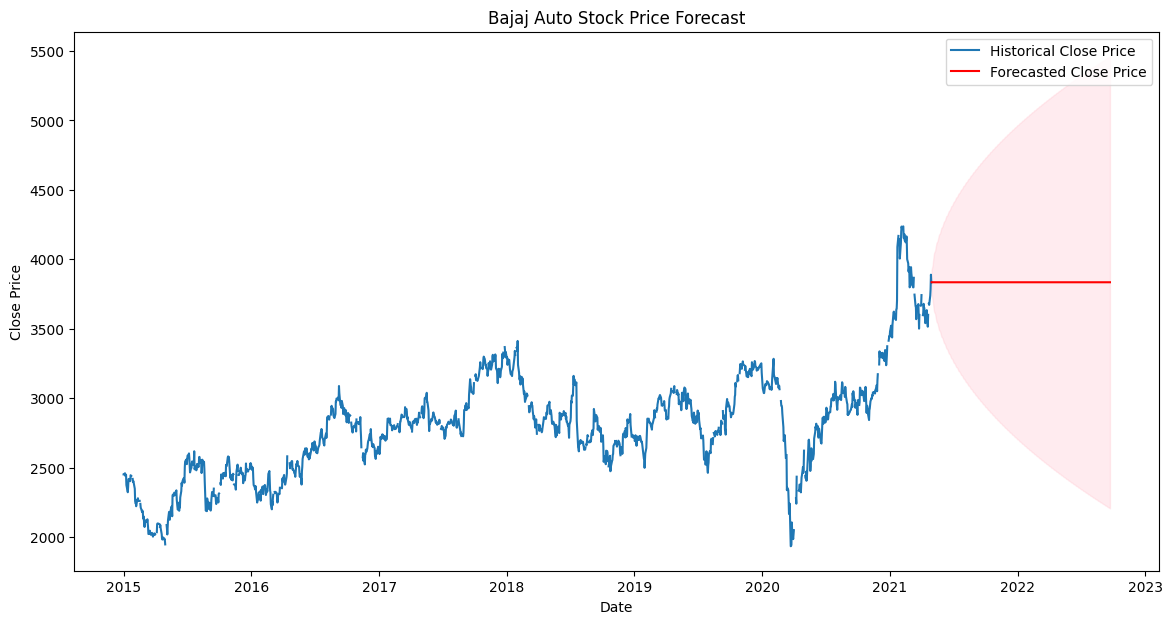 Bajaj Auto Stock Price Forecast
Historical Close Price
Forecasted Close Price
Close Price
5500
5000
4500
4000
3500
3000
2500
2000
2015 2016 2017 2018 2019 2020 2021 2022 2023
Date